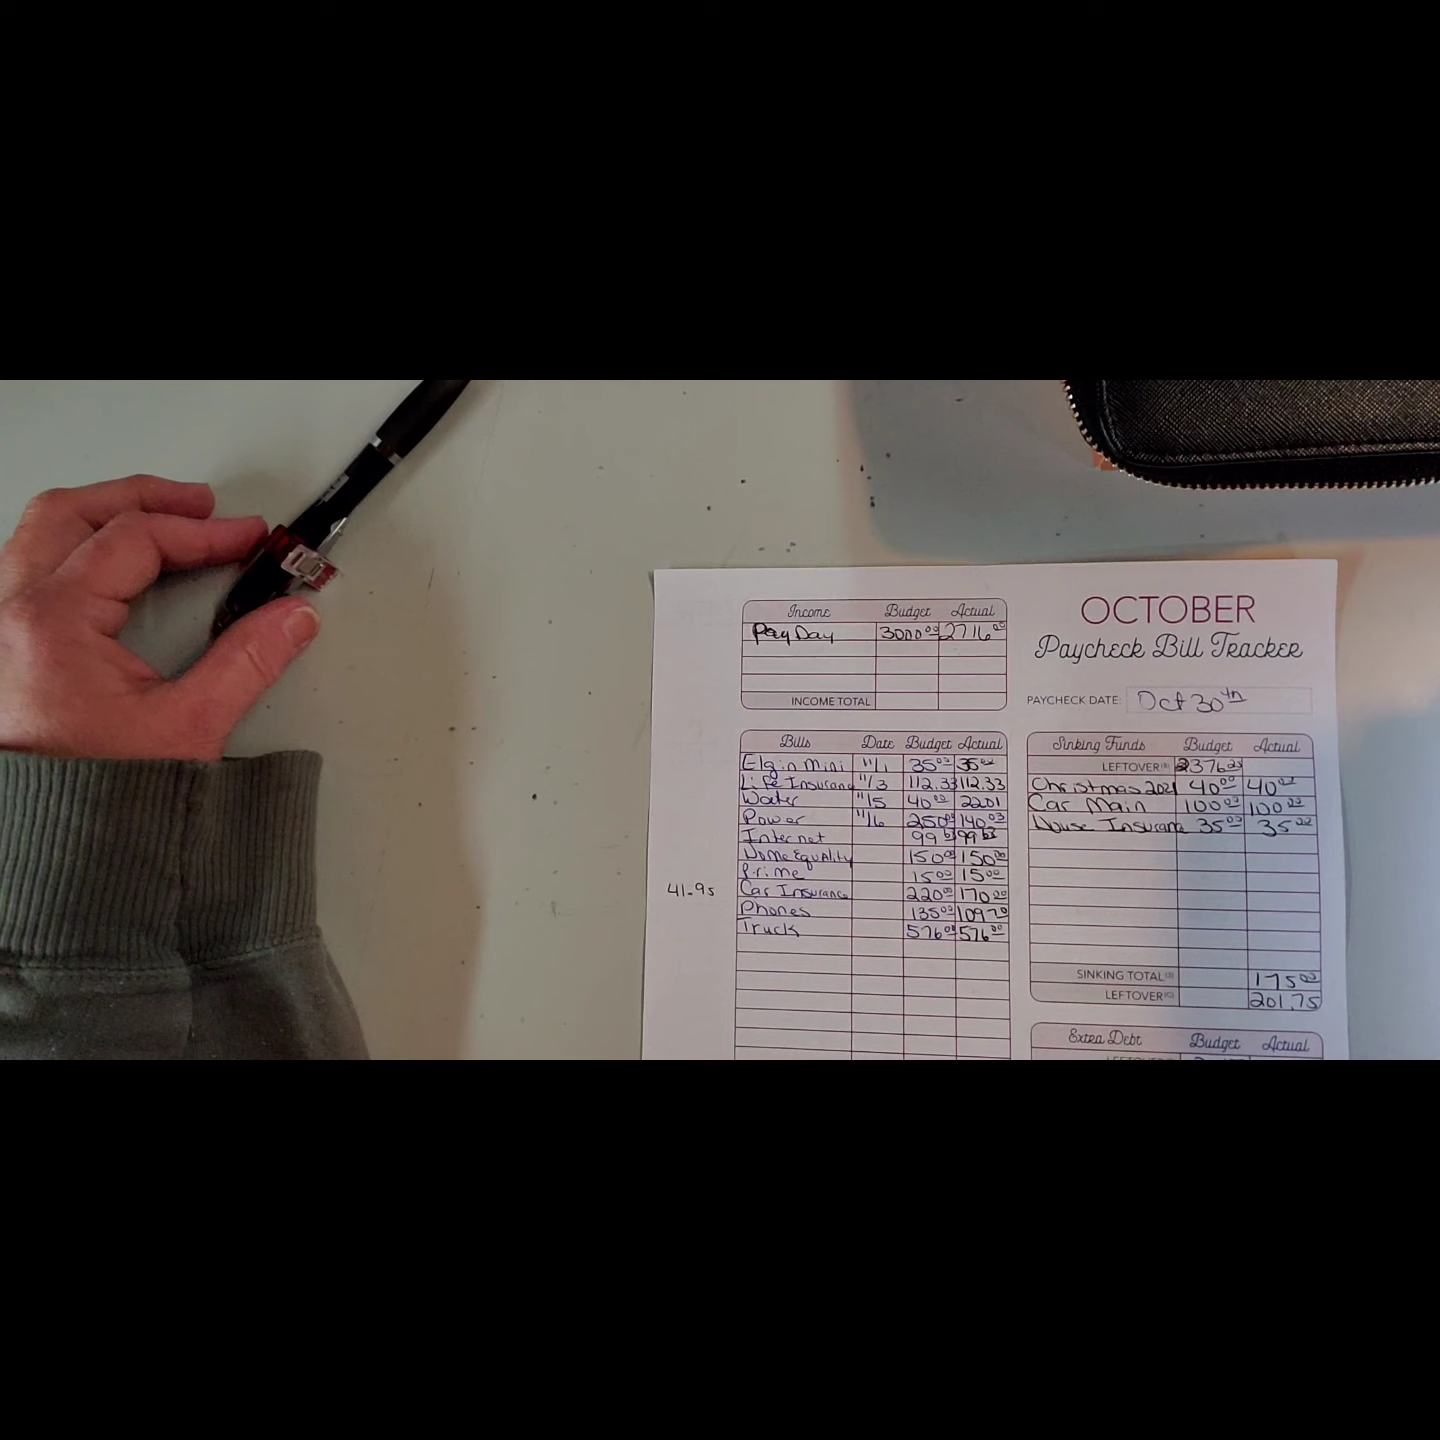 Income Budget Actual
Pay Day 3000 00 2716 00
INCOME TOTAL
OCTOBER
Paycheck Bill Tracker
PAYCHECK DATE: Oct 30th
Bills Date Budget Actual
Elgin Mini 11/1 35 00 35 00
Life Insuranc 11/3 112.33 112.33
Water 11/5 40 00 2201
Power 11/6 250 00 140 03
Internet 99 63 99 63
Home Equality 150 00 150 00
Prime 15 00 15 00
41-95
Car Insurance 220 00 170 00
Phones 135 00 109 70
Truck 576 00 576 00
Sinking Funds Budget Actual
LEFTOVER(B) 2376 25
Christmas 2021 40 00 40 00
Car Main 100 00 100 00
House Insuranc 35 00 35 00
SINKING TOTAL 175 00
LEFTOVER(C) 201.75
Extra Debt Budget Actual